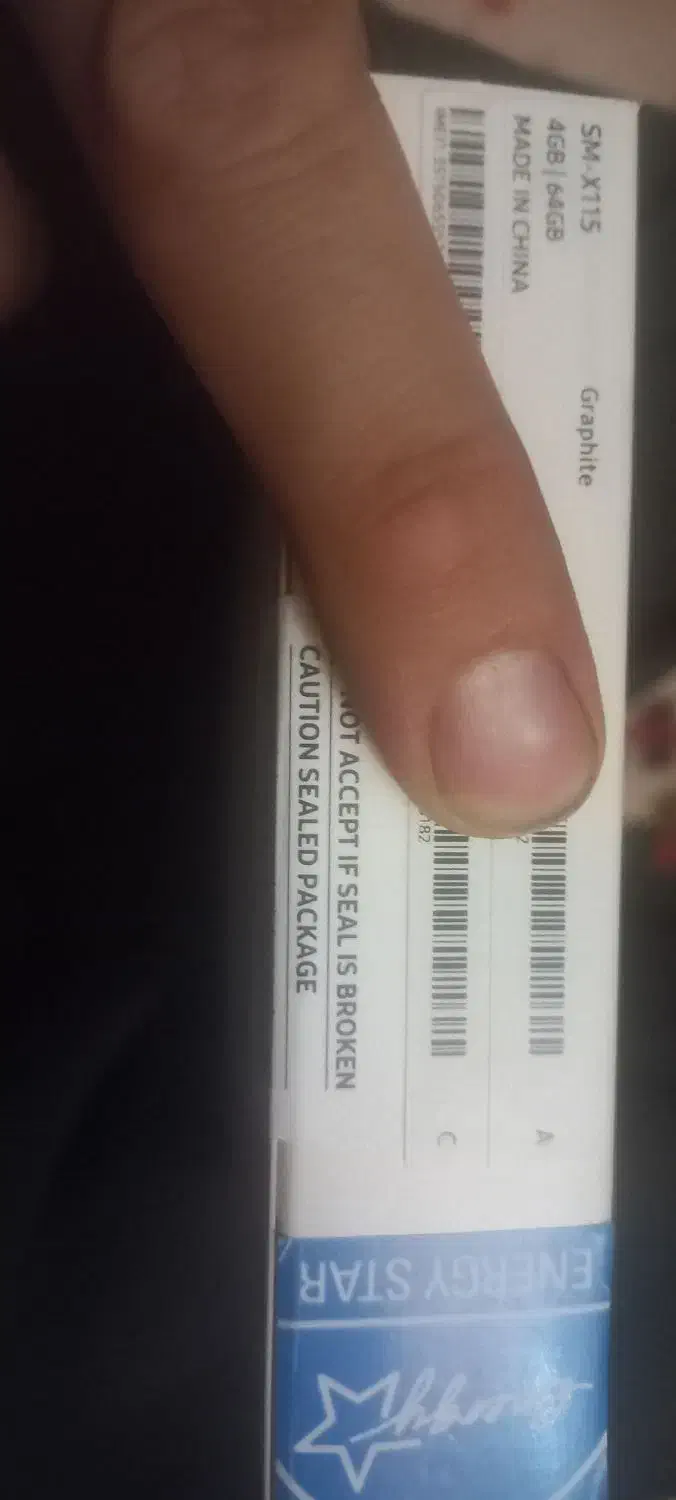 SM-X115 Graphite
4GB | 64GB
MADE IN CHINA
A
182
C
NOT ACCEPT IF SEAL IS BROKEN
CAUTION SEALED PACKAGE
ENERGY STAR
energy